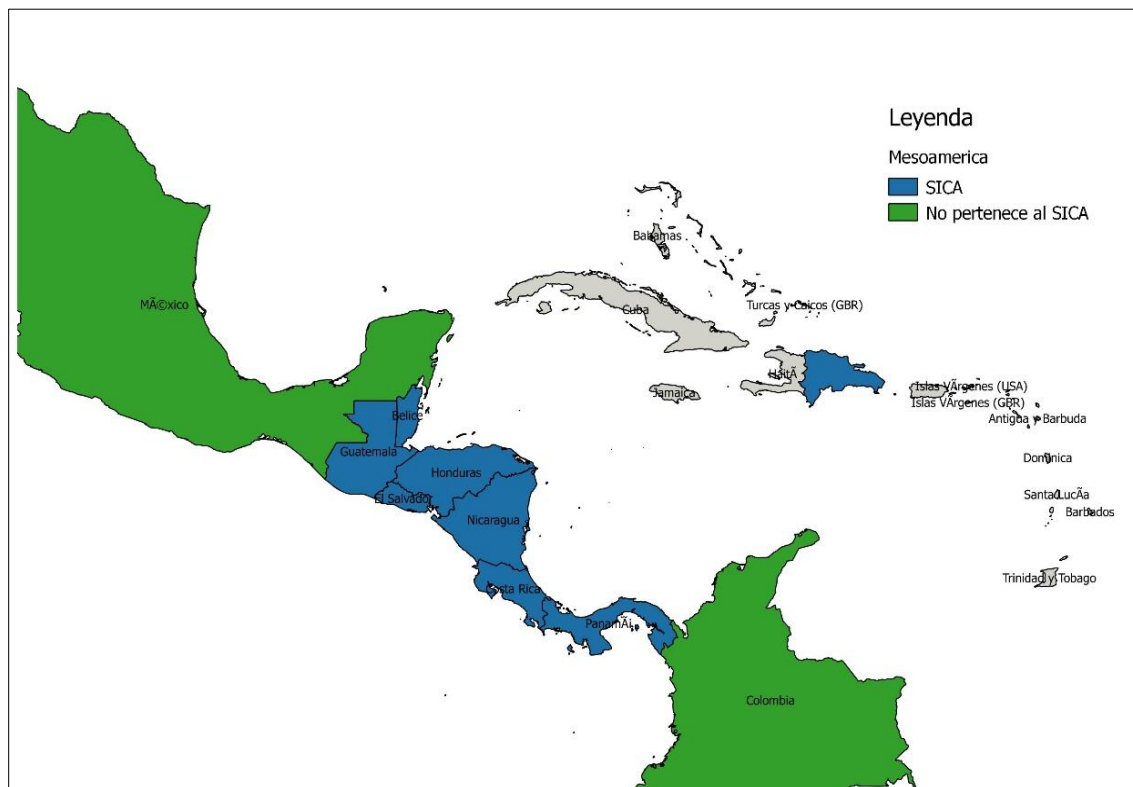 Leyenda
Mesoamerica
SICA
No pertenece al SICA
Bahamas
MÃ©xico
Cuba
Turcas y Caicos (GBR)
HaitÃ
Jamaica
Islas VÃrgenes (USA)
Islas VÃrgenes (GBR)
Belice
Antigua y Barbuda
Guatemala
Dominica
Honduras
El Salvador
Santa LucÃa
Nicaragua
Barbados
Trinidad y Tobago
Costa Rica
PanamÃ¡
Colombia